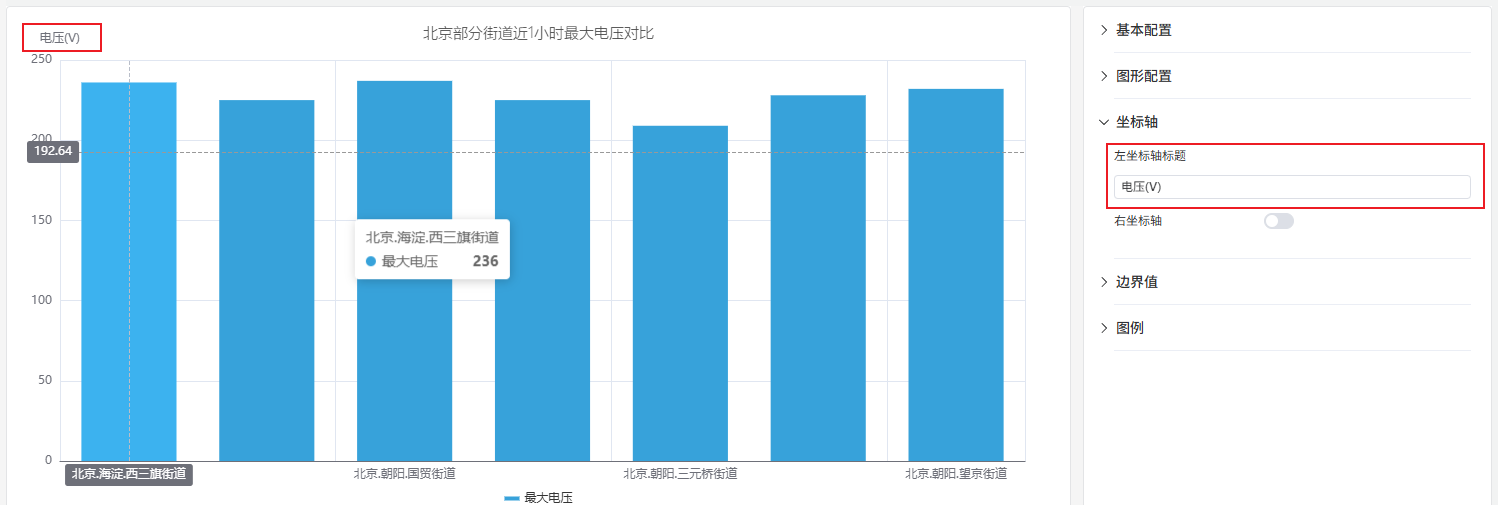 电压(V)
北京部分街道近1小时最大电压对比
250
200
192.64
150
100
50
0
北京.海淀.西三旗街道
最大电压 236
北京.海淀.西三旗街道
北京.朝阳.国贸街道
北京.朝阳.三元桥街道
北京.朝阳.望京街道
最大电压
基本配置
图形配置
坐标轴
左坐标轴标题
电压(V)
右坐标轴
边界值
图例